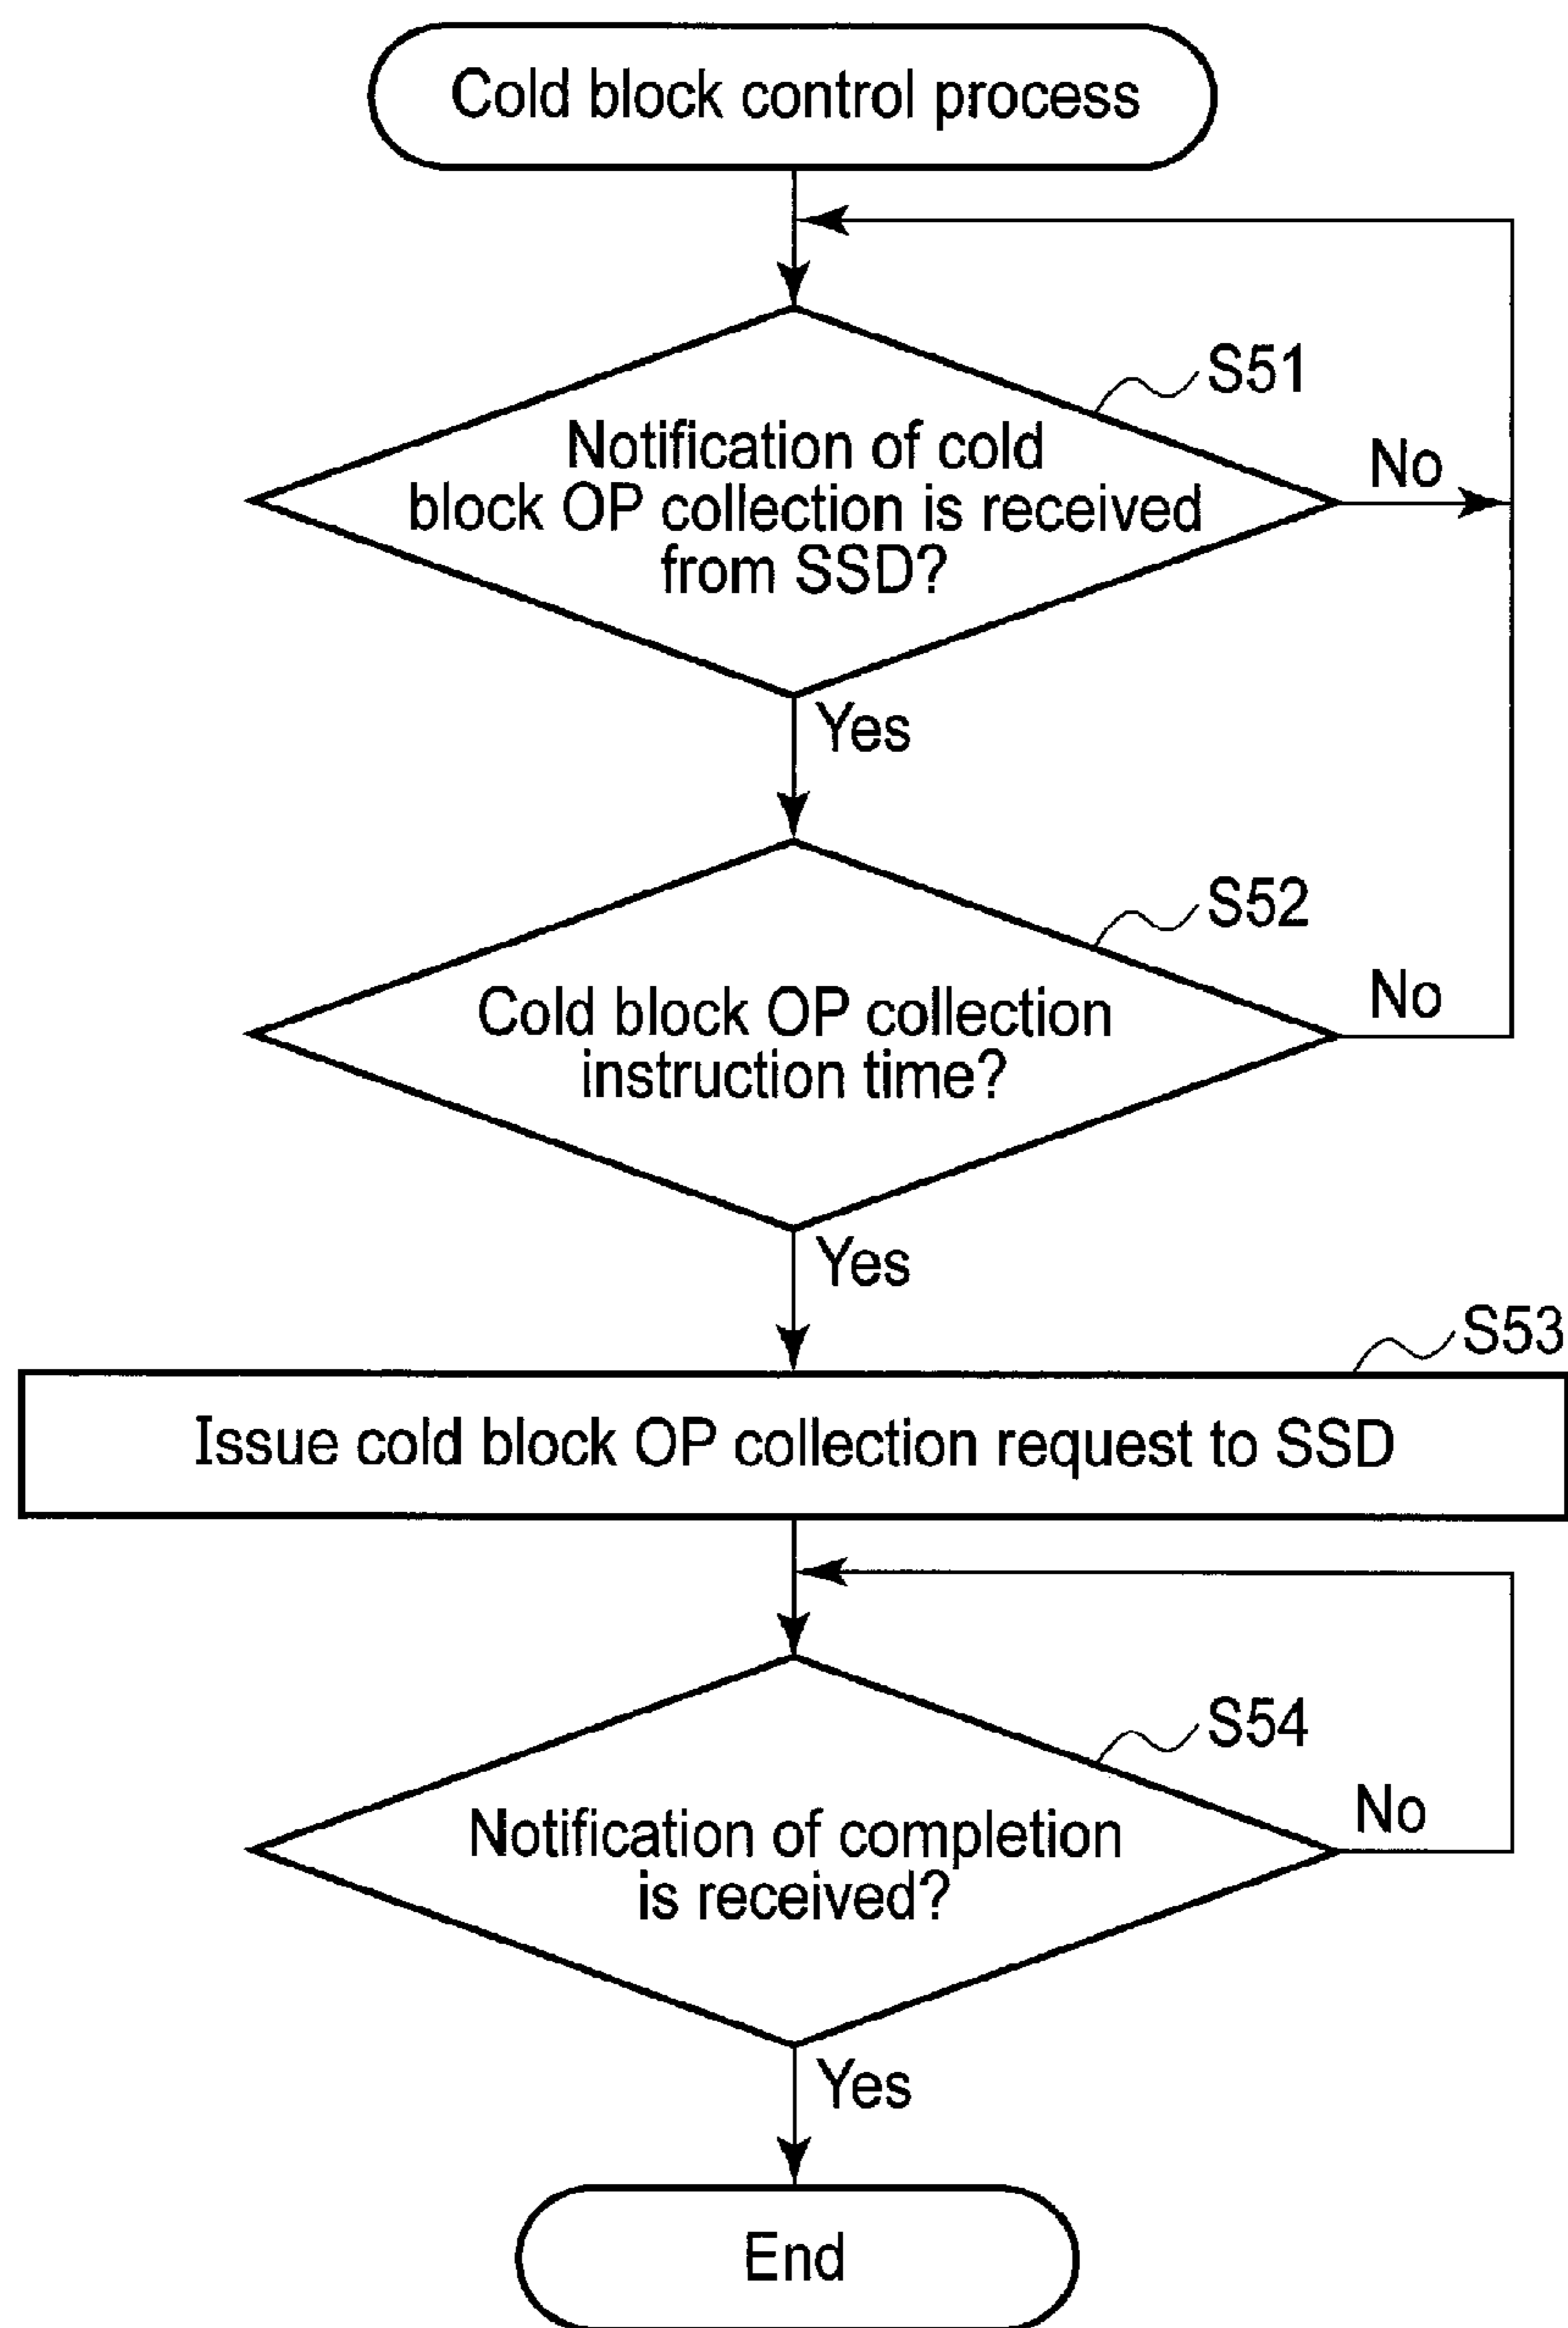 Cold block control process
S51
Notification of cold
block OP collection is received
from SSD?
No
Yes
S52
Cold block OP collection
instruction time?
No
Yes
S53
Issue cold block OP collection request to SSD
S54
Notification of completion
is received?
No
Yes
End